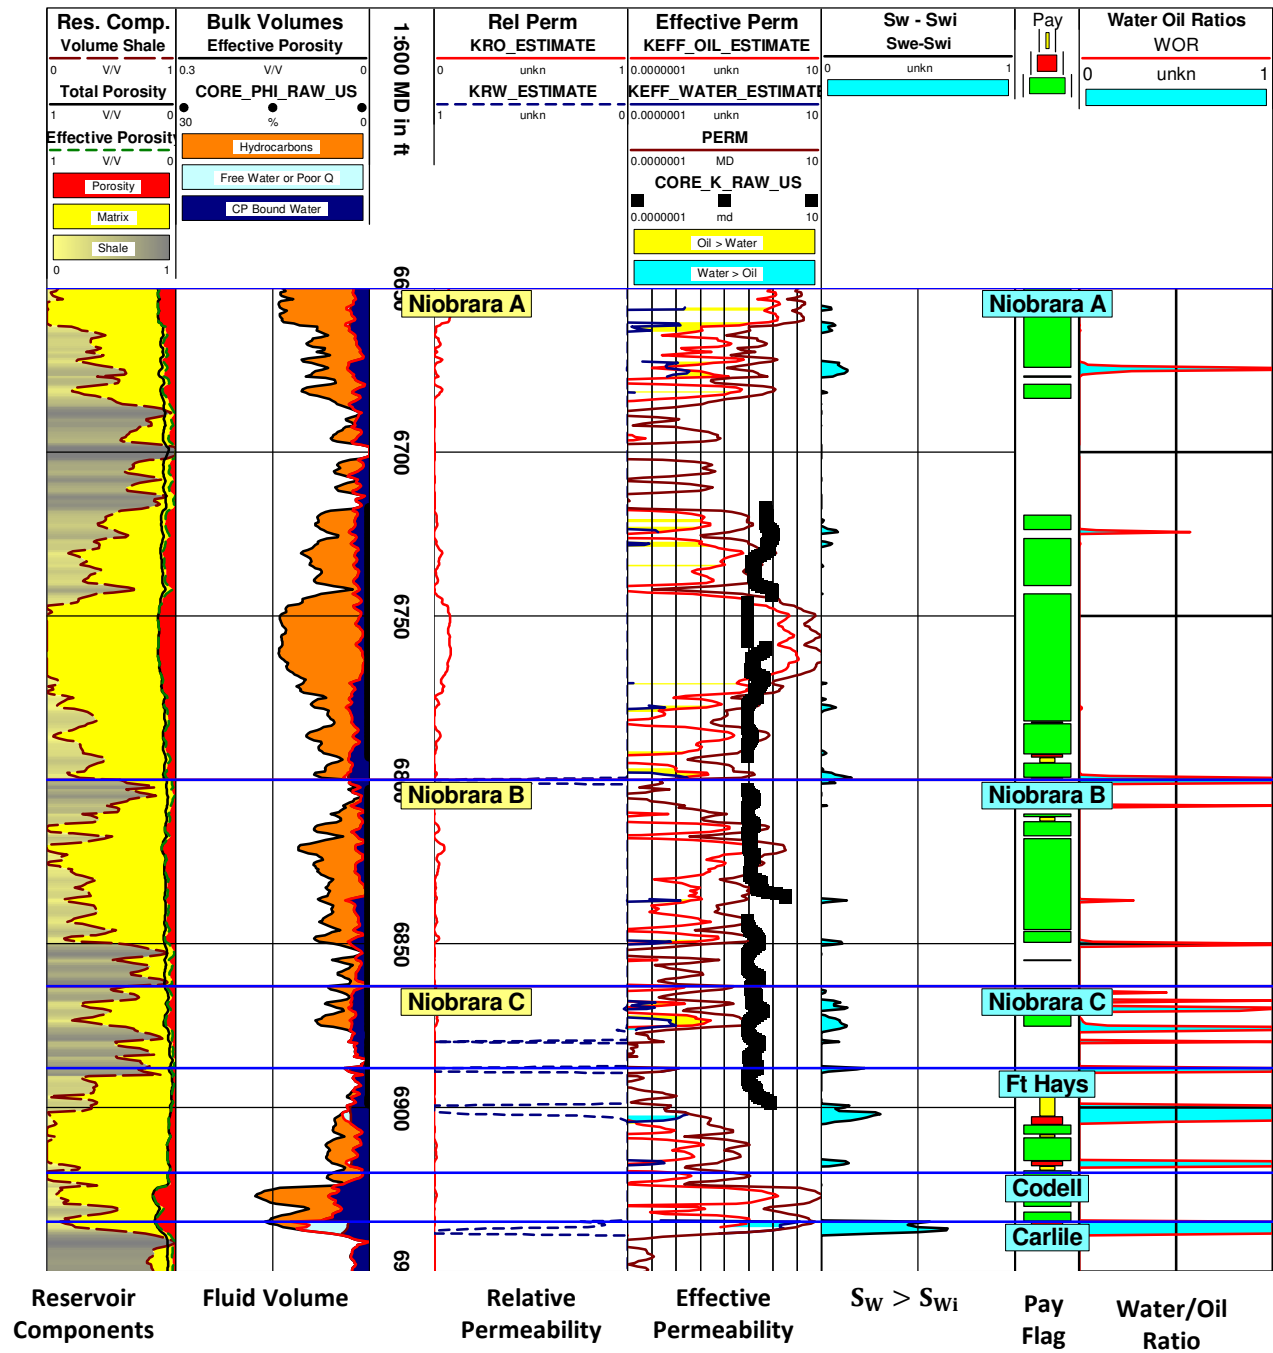 Res. Comp.
Volume Shale
0 V/V 1
Total Porosity
1 V/V 0
Effective Porosity
1 V/V 0
Porosity
Matrix
Shale
0 1
Bulk Volumes
Effective Porosity
0.3 V/V 0
CORE_PHI_RAW_US
30 % 0
Hydrocarbons
Free Water or Poor Q
CP Bound Water
1:600 MD in ft
Rel Perm
KRO_ESTIMATE
0 unkn 1
KRW_ESTIMATE
1 unkn 0
Effective Perm
KEFF_OIL_ESTIMATE
0.0000001 unkn 10
KEFF_WATER_ESTIMATE
0.0000001 unkn 10
PERM
0.0000001 MD 10
CORE_K_RAW_US
0.0000001 md 10
Oil > Water
Water > Oil
Sw - Swi
Swe-Swi
0 unkn 1
Pay
Water Oil Ratios
WOR
0 unkn 1
6650
Niobrara A
Niobrara A
6700
6750
6800
Niobrara B
Niobrara B
6850
Niobrara C
Niobrara C
Ft Hays
6900
Codell
Carlile
69
Reservoir Components
Fluid Volume
Relative Permeability
Effective Permeability
S_W > S_Wi
Pay Flag
Water/Oil Ratio